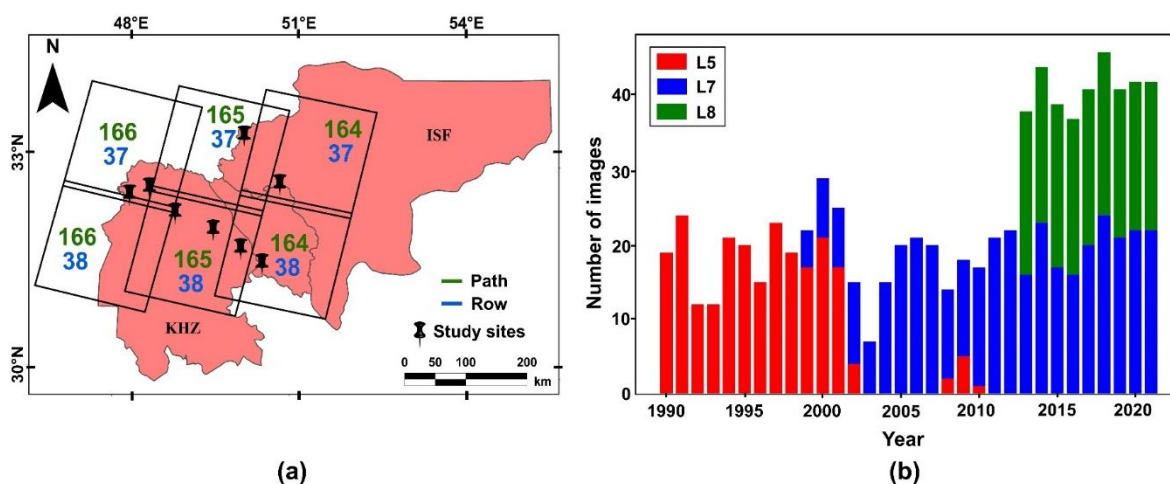 48°E
51°E
54°E
N
33°N
30°N
166
37
165
37
164
37
166
38
165
38
164
38
ISF
KHZ
Path
Row
Study sites
0 50 100 200
km
(a)
L5
L7
L8
Number of images
40
30
20
10
0
1990
1995
2000
2005
2010
2015
2020
Year
(b)